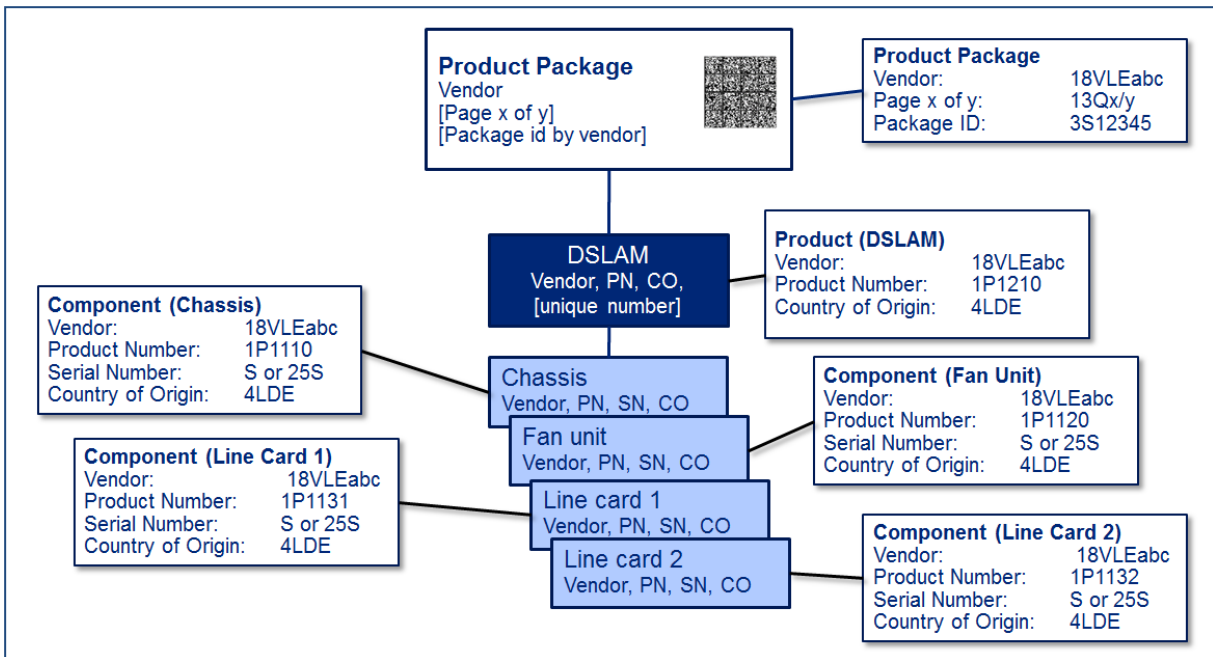 Product Package
Vendor
[Page x of y]
[Package id by vendor]
Product Package
Vendor: 18VLEabc
Page x of y: 13Qx/y
Package ID: 3S12345
DSLAM
Vendor, PN, CO,
[unique number]
Product (DSLAM)
Vendor: 18VLEabc
Product Number: 1P1210
Country of Origin: 4LDE
Component (Chassis)
Vendor: 18VLEabc
Product Number: 1P1110
Serial Number: S or 25S
Country of Origin: 4LDE
Chassis
Vendor, PN, SN, CO
Component (Fan Unit)
Vendor: 18VLEabc
Product Number: 1P1120
Serial Number: S or 25S
Country of Origin: 4LDE
Fan unit
Vendor, PN, SN, CO
Component (Line Card 1)
Vendor: 18VLEabc
Product Number: 1P1131
Serial Number: S or 25S
Country of Origin: 4LDE
Line card 1
Vendor, PN, SN, CO
Line card 2
Vendor, PN, SN, CO
Component (Line Card 2)
Vendor: 18VLEabc
Product Number: 1P1132
Serial Number: S or 25S
Country of Origin: 4LDE